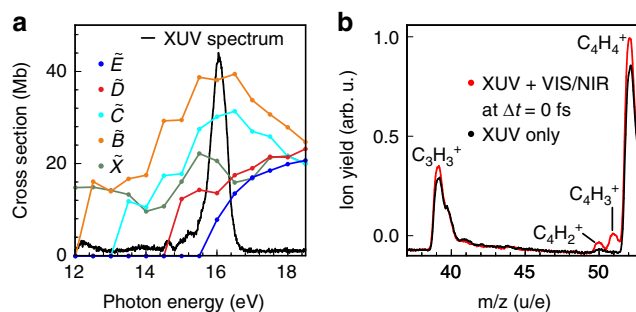 a
XUV spectrum
Ẽ
D̃
C̃
B̃
X̃
Cross section (Mb)
40
20
0
12
14
16
18
Photon energy (eV)
b
C₄H₄⁺
XUV + VIS/NIR
at Δt = 0 fs
XUV only
C₃H₃⁺
C₄H₃⁺
C₄H₂⁺
Ion yield (arb. u.)
1.0
0.5
0.0
40
45
50
m/z (u/e)